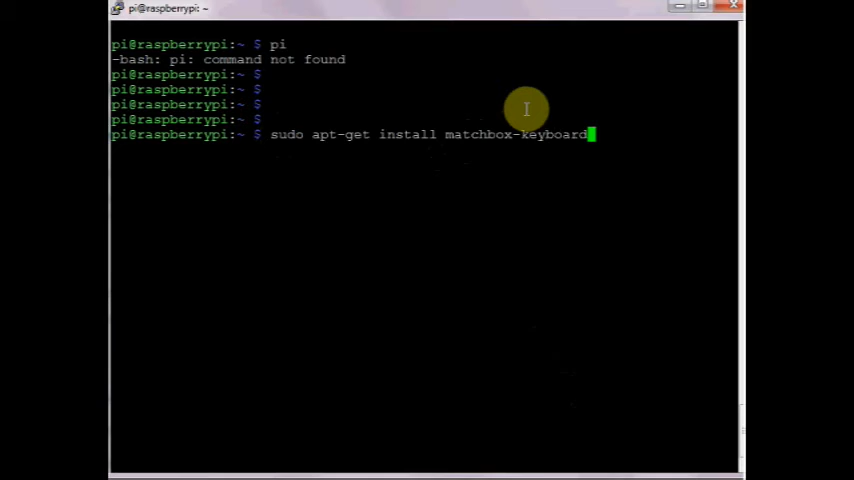 pi@raspberrypi: ~
pi@raspberrypi:~ $ pi
-bash: pi: command not found
pi@raspberrypi:~ $
pi@raspberrypi:~ $
pi@raspberrypi:~ $
pi@raspberrypi:~ $
pi@raspberrypi:~ $ sudo apt-get install matchbox-keyboard